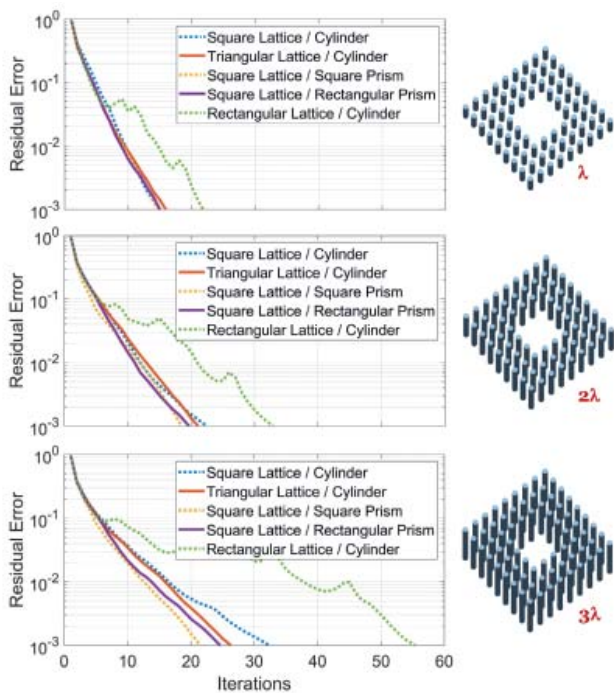 10^0
10^-1
10^-2
10^-3
Residual Error
Square Lattice / Cylinder
Triangular Lattice / Cylinder
Square Lattice / Square Prism
Square Lattice / Rectangular Prism
Rectangular Lattice / Cylinder
λ
10^0
10^-1
10^-2
10^-3
Residual Error
Square Lattice / Cylinder
Triangular Lattice / Cylinder
Square Lattice / Square Prism
Square Lattice / Rectangular Prism
Rectangular Lattice / Cylinder
2λ
10^0
10^-1
10^-2
10^-3
Residual Error
Square Lattice / Cylinder
Triangular Lattice / Cylinder
Square Lattice / Square Prism
Square Lattice / Rectangular Prism
Rectangular Lattice / Cylinder
3λ
0 10 20 30 40 50 60
Iterations